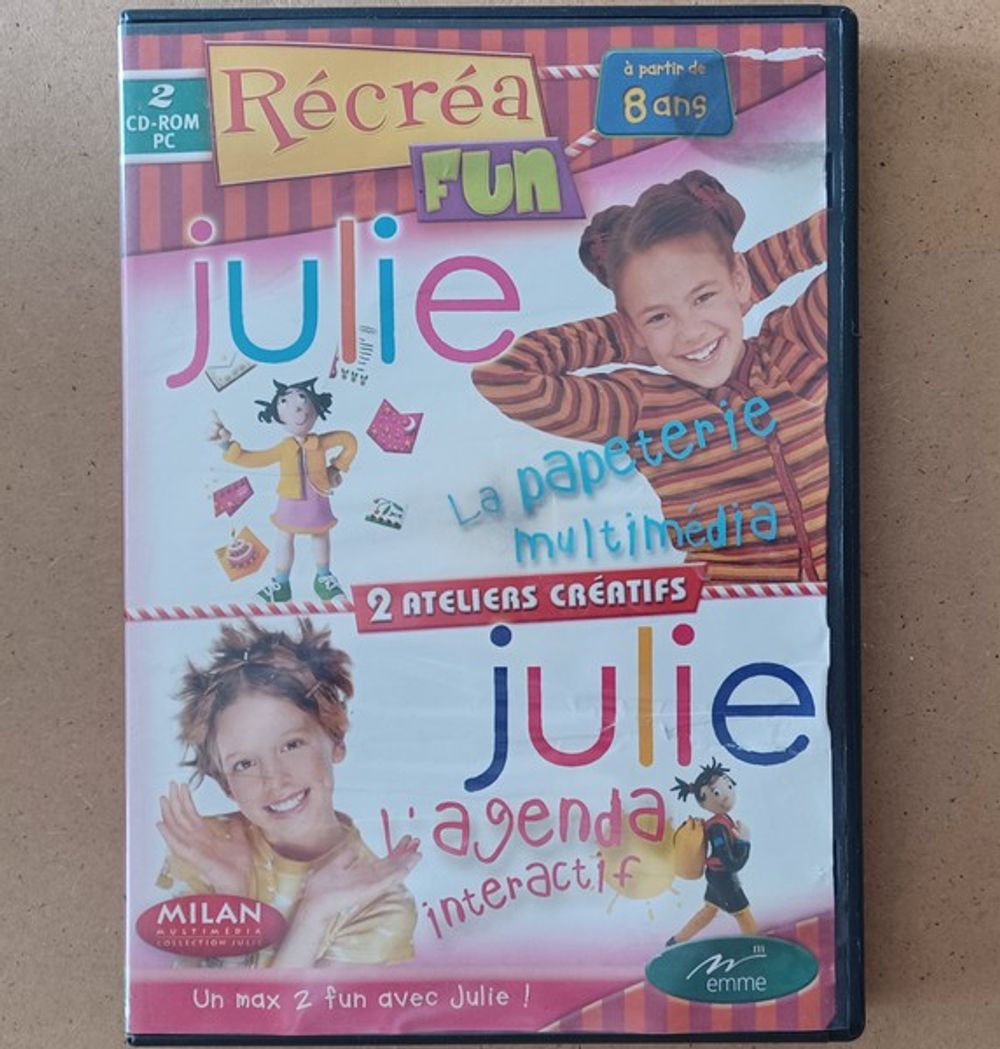 2
CD-ROM
PC
Récréa
FUN
à partir de
8 ans
julie
La papeterie
multimédia
2 ATELIERS CRÉATIFS
julie
L'agenda
interactif
MILAN
MULTIMEDIA
COLLECTION JULIE
m
emme
Un max 2 fun avec Julie !